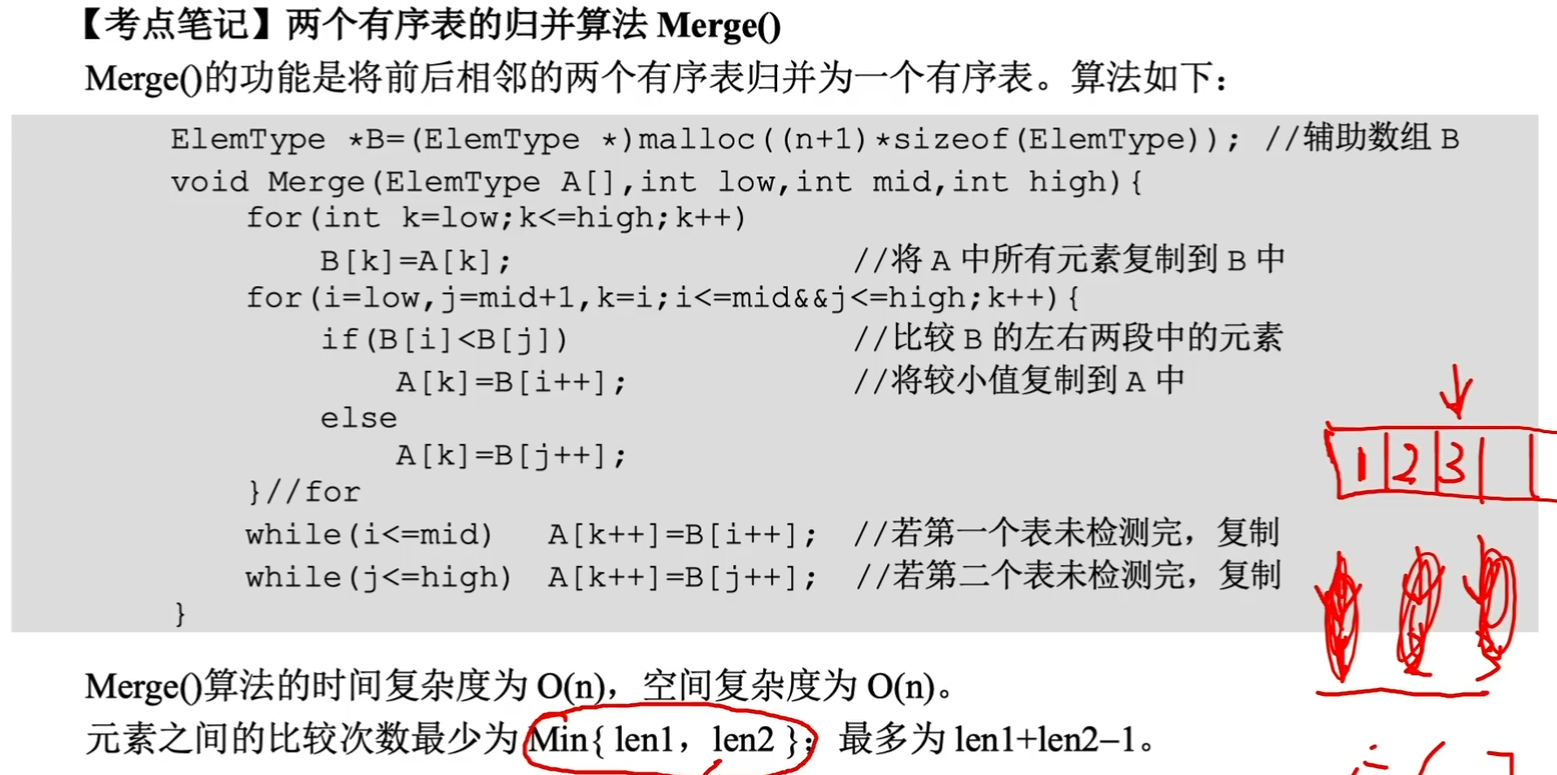 【考点笔记】两个有序表的归并算法 Merge()
Merge()的功能是将前后相邻的两个有序表归并为一个有序表。算法如下：
ElemType *B=(ElemType *)malloc((n+1)*sizeof(ElemType)); //辅助数组 B
void Merge(ElemType A[],int low,int mid,int high){
for(int k=low;k<=high;k++)
B[k]=A[k]; //将 A 中所有元素复制到 B 中
for(i=low,j=mid+1,k=i;i<=mid&&j<=high;k++){
if(B[i]<B[j]) //比较 B 的左右两段中的元素
A[k]=B[i++]; //将较小值复制到 A 中
else
A[k]=B[j++];
}//for
while(i<=mid) A[k++]=B[i++]; //若第一个表未检测完，复制
while(j<=high) A[k++]=B[j++]; //若第二个表未检测完，复制
}
1 2 3
Merge()算法的时间复杂度为 O(n)，空间复杂度为 O(n)。
元素之间的比较次数最少为 Min{ len1，len2 }；最多为 len1+len2−1。